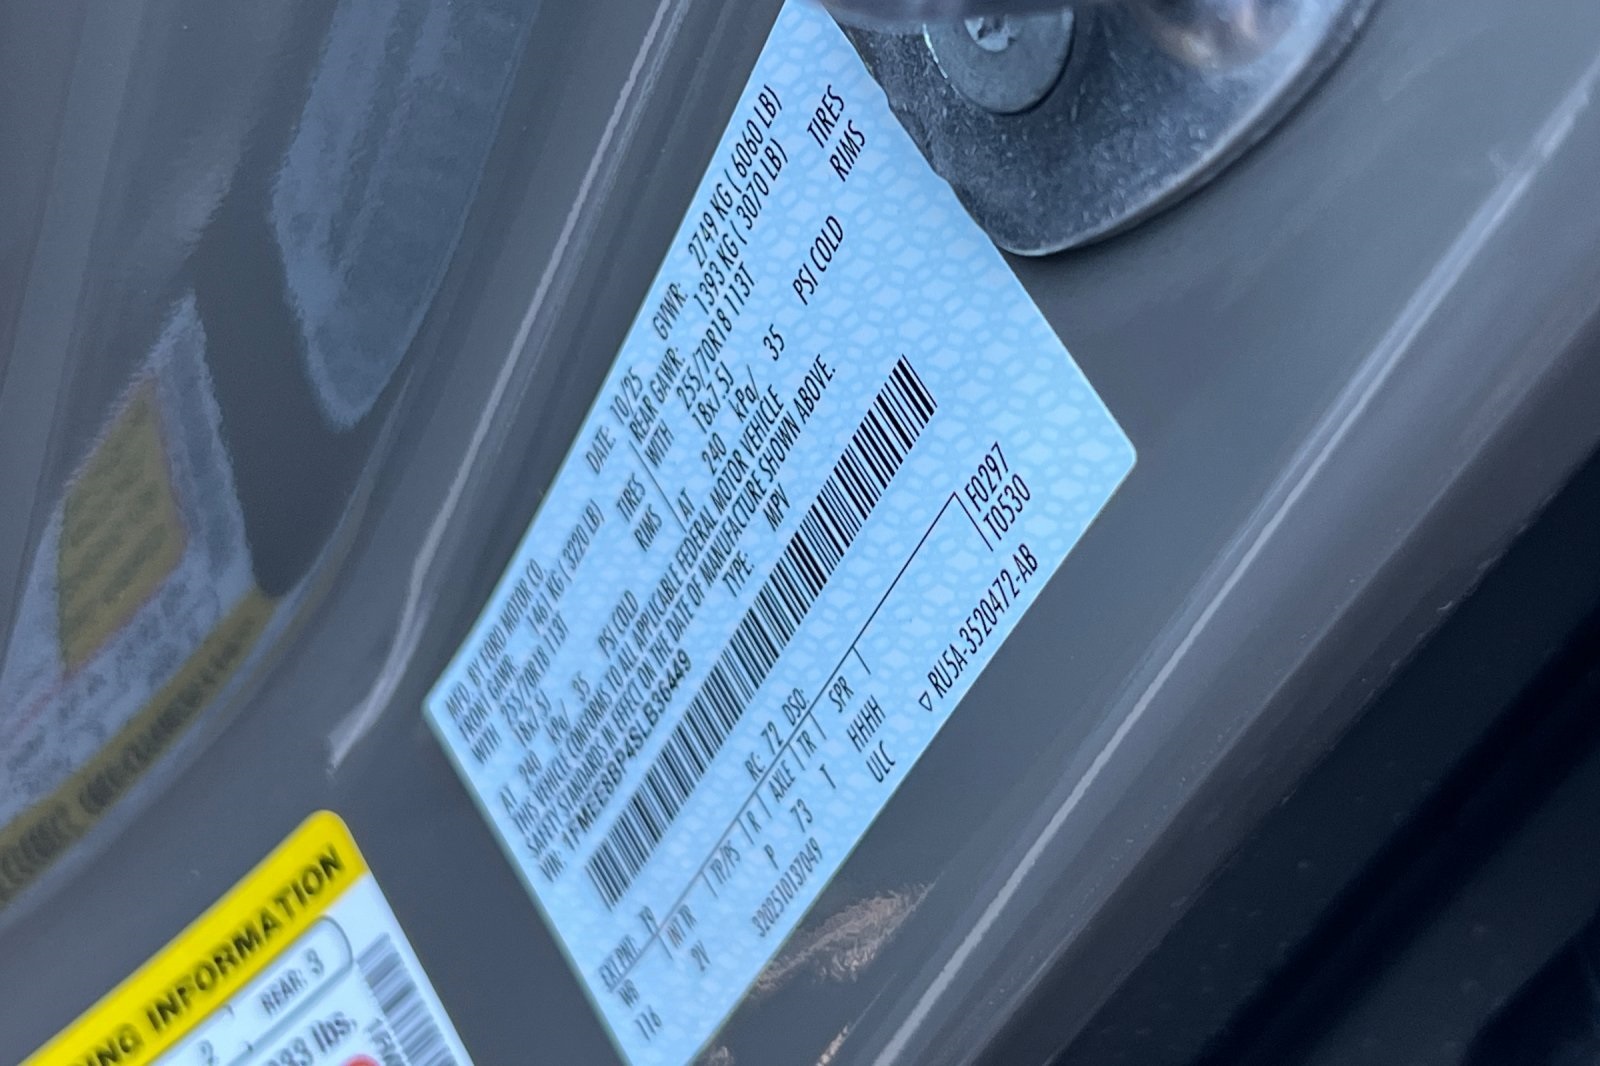 MFD. BY FORD MOTOR CO. DATE: 10/25 GVWR: 2749 KG ( 6060 LB)
FRONT GAWR: 1461 KG ( 3220 LB) REAR GAWR: 1393 KG ( 3070 LB)
WITH 255/70R18 113T TIRES WITH 255/70R18 113T TIRES
18x7.5J RIMS 18x7.5J RIMS
AT 240 kPa/ 35 PSI COLD AT 240 kPa/ 35 PSI COLD
THIS VEHICLE CONFORMS TO ALL APPLICABLE FEDERAL MOTOR VEHICLE
SAFETY STANDARDS IN EFFECT ON THE DATE OF MANUFACTURE SHOWN ABOVE.
VIN: 1FMEE8BP4SLB36449 TYPE: MPV
EXT PNT: RC: 72 DSO: F0297
INT TR TP/PS R AXLE TR SPR T0530
2V P 73 T HHHH
116 320251013/049 ULC ▽ RU5A-3520472-AB
ING INFORMATION
2 REAR: 3
lbs.